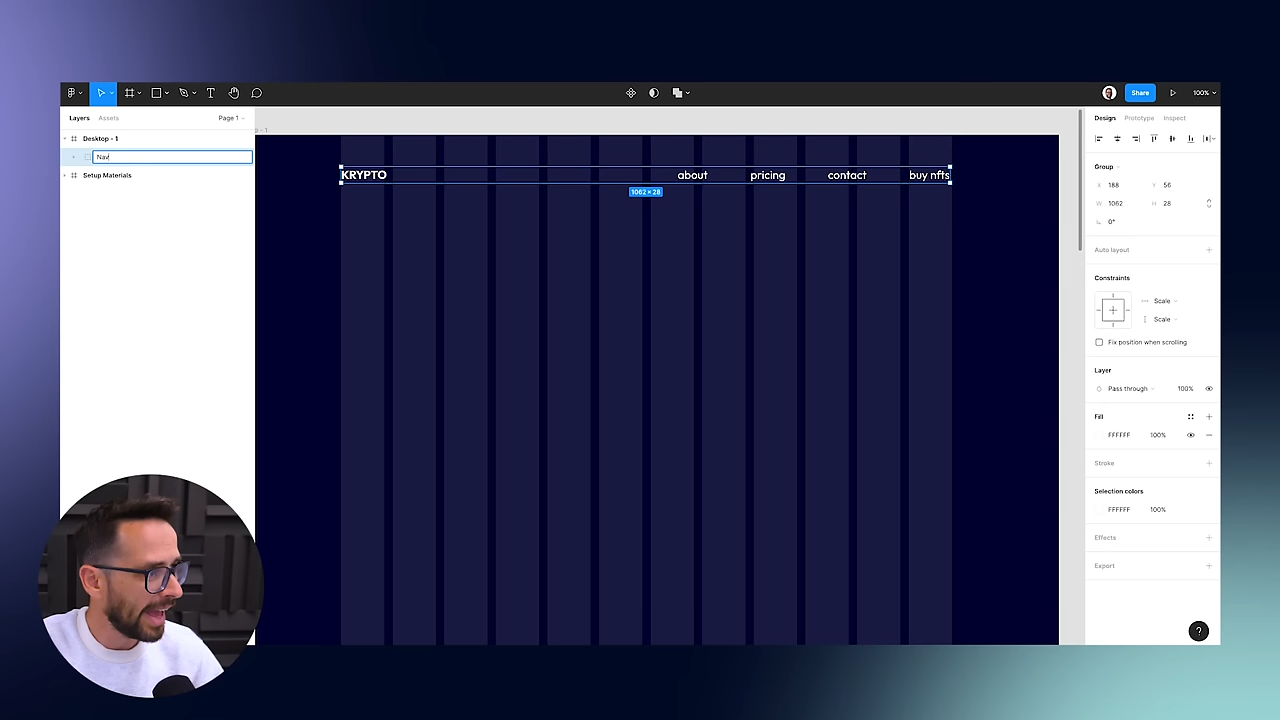 Share
100%
Layers
Assets
Page 1
Desktop - 1
Nav
Setup Materials
p - 1
KRYPTO
about
pricing
contact
buy nfts
1062 × 28
Design
Prototype
Inspect
Group
X 188 Y 56
W 1062 H 28
0°
Auto layout
Constraints
Scale
Scale
Fix position when scrolling
Layer
Pass through 100%
Fill
FFFFFF 100%
Stroke
Selection colors
FFFFFF 100%
Effects
Export
?